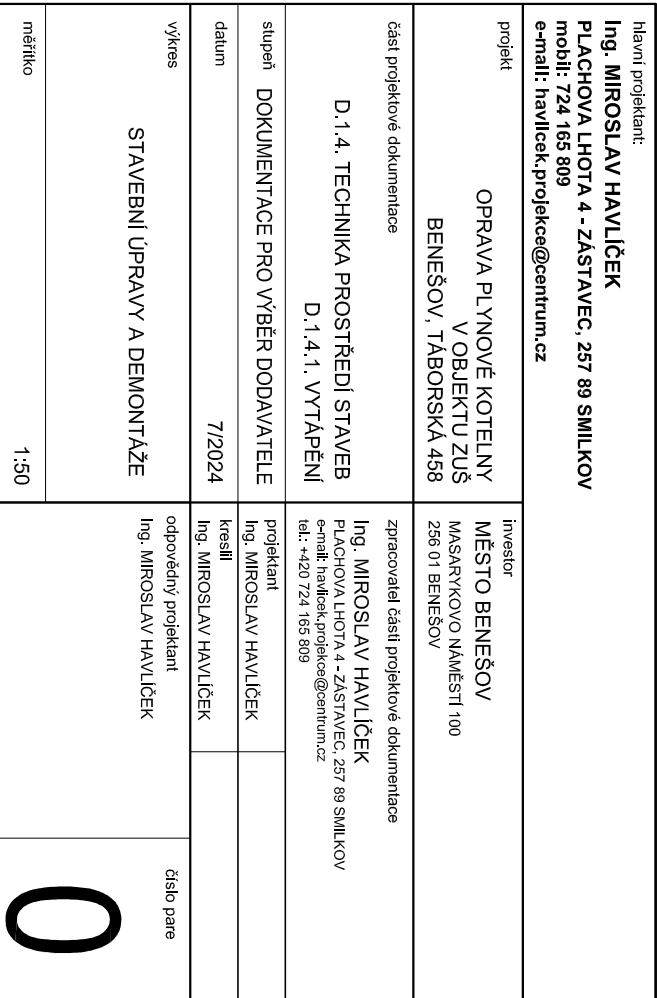 hlavní projektant:
Ing. MIROSLAV HAVLÍČEK
PLACHOVA LHOTA 4 - ZÁSTAVEC, 257 89 SMILKOV
mobil: 724 165 809
e-mail: havlicek.projekce@centrum.cz
projekt
OPRAVA PLYNOVÉ KOTELNY
V OBJEKTU ZUŠ
BENEŠOV, TÁBORSKÁ 458
investor
MĚSTO BENEŠOV
MASARYKOVO NÁMĚSTÍ 100
256 01 BENEŠOV
část projektové dokumentace
D.1.4. TECHNIKA PROSTŘEDÍ STAVEB
D.1.4.1. VYTÁPĚNÍ
zpracovatel části projektové dokumentace
Ing. MIROSLAV HAVLÍČEK
PLACHOVA LHOTA 4 - ZÁSTAVEC, 257 89 SMILKOV
e-mail: havlicek.projekce@centrum.cz
tel.: +420 724 165 809
stupeň DOKUMENTACE PRO VÝBĚR DODAVATELE
projektant
Ing. MIROSLAV HAVLÍČEK
datum 7/2024
kreslil
Ing. MIROSLAV HAVLÍČEK
výkres
STAVEBNÍ ÚPRAVY A DEMONTÁŽE
odpovědný projektant
Ing. MIROSLAV HAVLÍČEK
číslo pare
0
měřítko 1:50